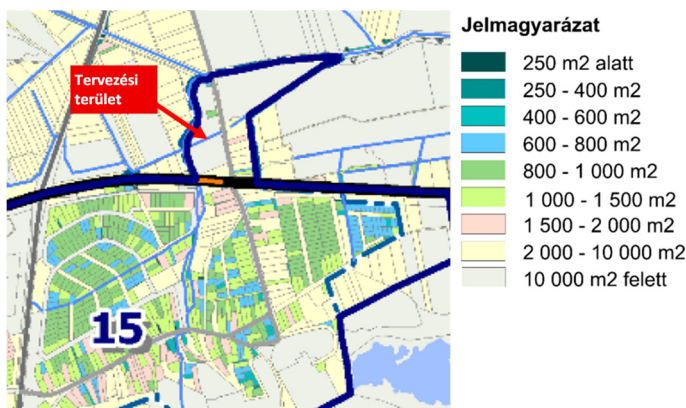 Tervezési
terület
15
Jelmagyarázat
250 m2 alatt
250 - 400 m2
400 - 600 m2
600 - 800 m2
800 - 1 000 m2
1 000 - 1 500 m2
1 500 - 2 000 m2
2 000 - 10 000 m2
10 000 m2 felett